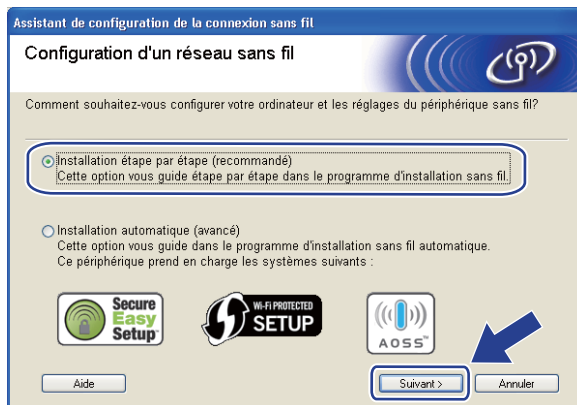 Assistant de configuration de la connexion sans fil
Configuration d'un réseau sans fil
Comment souhaitez-vous configurer votre ordinateur et les réglages du périphérique sans fil?
Installation étape par étape (recommandé)
Cette option vous guide étape par étape dans le programme d'installation sans fil.
Installation automatique (avancé)
Cette option vous guide dans le programme d'installation sans fil automatique.
Ce périphérique prend en charge les systèmes suivants :
Secure
Easy
Setup™
WI-FI PROTECTED
SETUP
AOSS™
Aide
Suivant >
Annuler